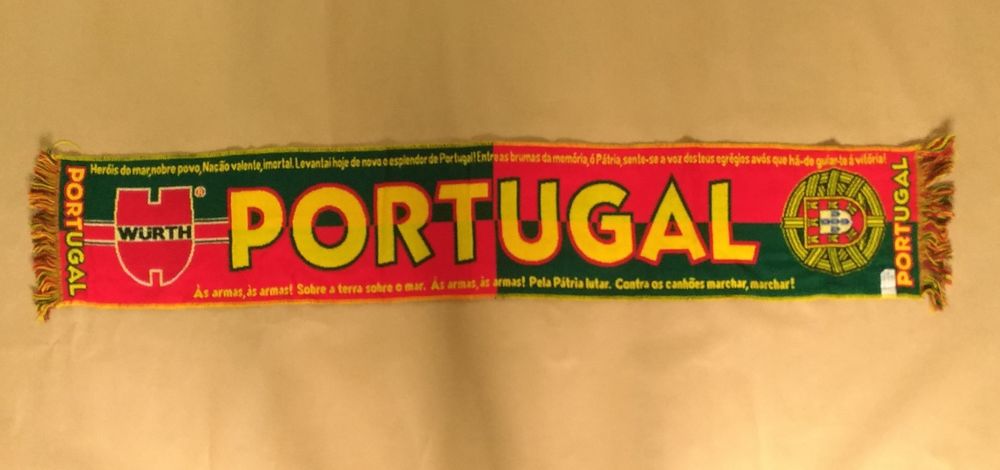 Heróis do mar, nobre povo, Nação valente, imortal. Levantai hoje de novo o esplendor de Portugal! Entre as brumas da memória, ó Pátria, sente-se a voz dos teus egrégios avós que há-de guiar-te à vitória!
PORTUGAL
WÜRTH ®
PORTUGAL
PORTUGAL
Às armas, às armas! Sobre a terra sobre o mar. Às armas, às armas! Pela Pátria lutar. Contra os canhões marchar, marchar!